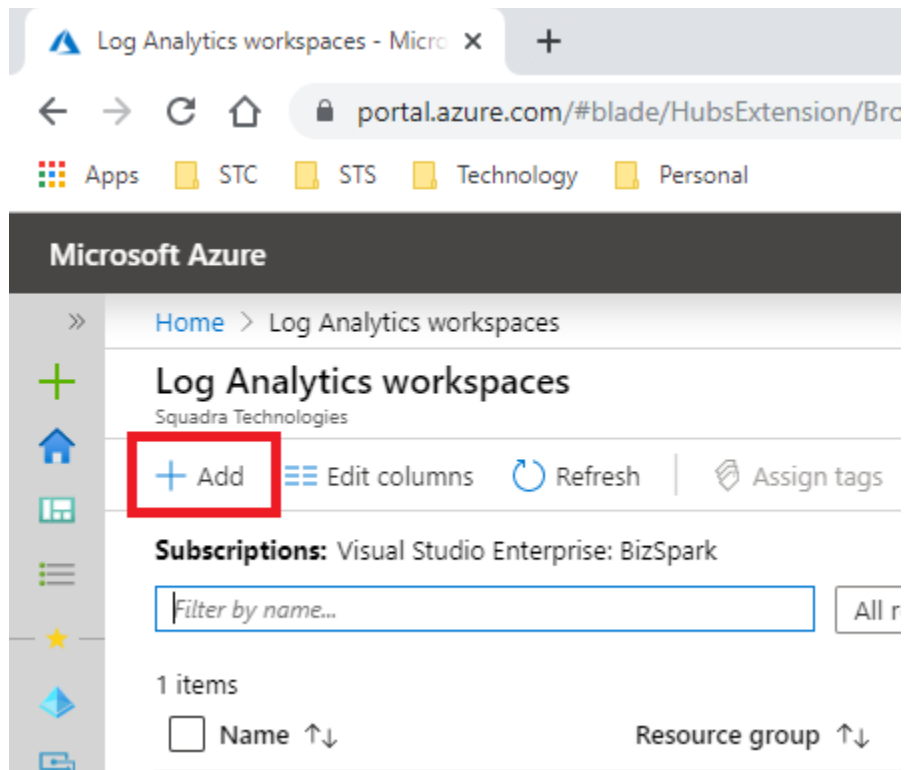 Log Analytics workspaces - Micro
portal.azure.com/#blade/HubsExtension/Bro
Apps STC STS Technology Personal
Microsoft Azure
Home > Log Analytics workspaces
Log Analytics workspaces
Squadra Technologies
+ Add Edit columns Refresh Assign tags
Subscriptions: Visual Studio Enterprise: BizSpark
Filter by name... All r
1 items
Name ↑↓ Resource group ↑↓